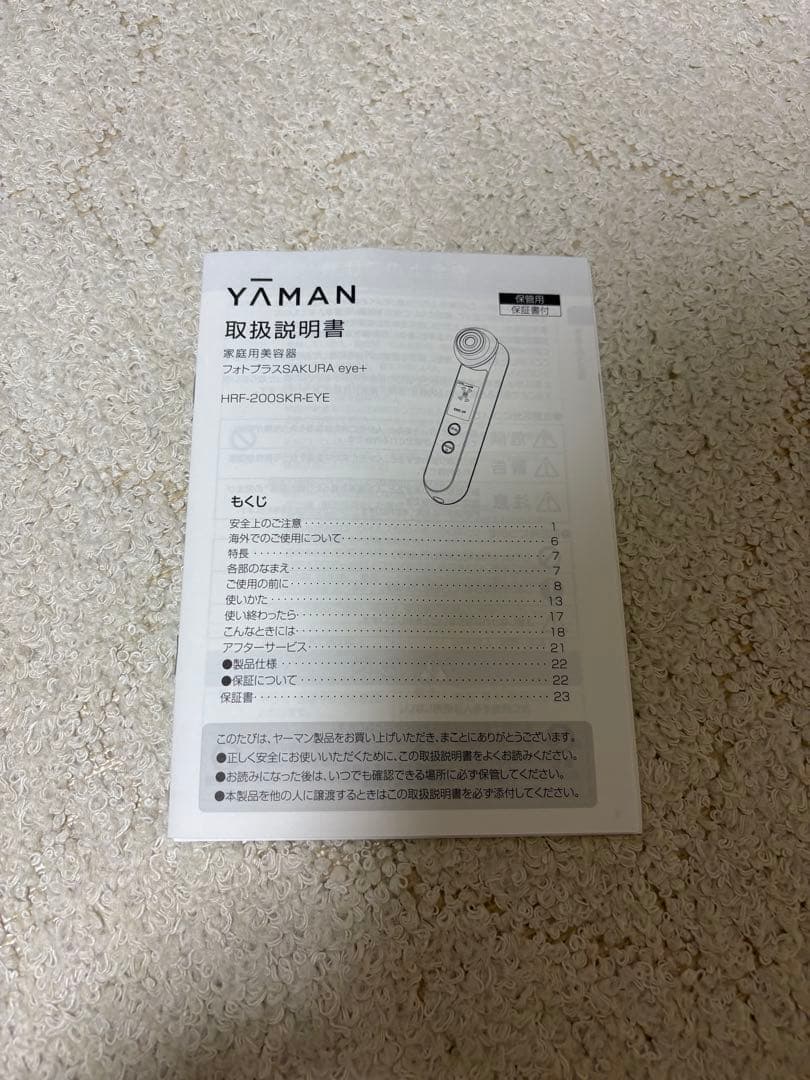 YĀMAN
保管用
保証書付
取扱説明書
家庭用美容器
フォトプラスSAKURA eye+
HRF-200SKR-EYE
もくじ
安全上のご注意 1
海外でのご使用について 6
特長 7
各部のなまえ 7
ご使用の前に 8
使いかた 13
使い終わったら 17
こんなときには 18
アフターサービス 21
●製品仕様 22
●保証について 22
保証書 23
このたびは、ヤーマン製品をお買い上げいただき、まことにありがとうございます。
●正しく安全にお使いいただくために、この取扱説明書をよくお読みください。
●お読みになった後は、いつでも確認できる場所に必ず保管してください。
●本製品を他の人に譲渡するときはこの取扱説明書を必ず添付してください。